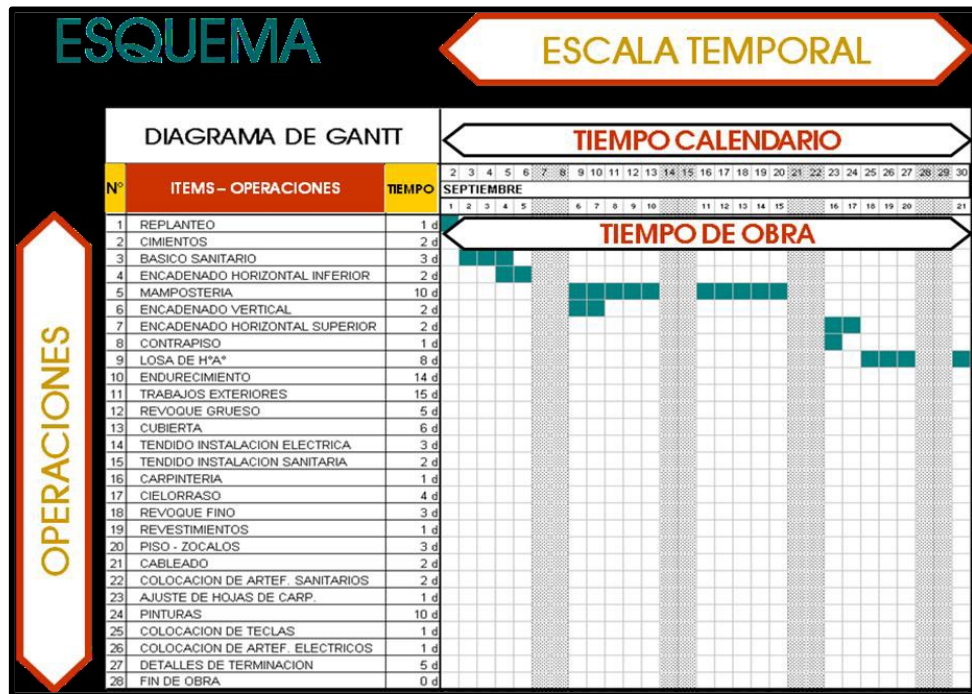 ESQUEMA
ESCALA TEMPORAL
DIAGRAMA DE GANTT
TIEMPO CALENDARIO
N° ITEMS – OPERACIONES TIEMPO
2 3 4 5 6 7 8 9 10 11 12 13 14 15 16 17 18 19 20 21 22 23 24 25 26 27 28 29 30
SEPTIEMBRE
1 2 3 4 5 6 7 8 9 10 11 12 13 14 15 16 17 18 19 20 21
TIEMPO DE OBRA
OPERACIONES
1 REPLANTEO 1 d
2 CIMIENTOS 2 d
3 BASICO SANITARIO 3 d
4 ENCADENADO HORIZONTAL INFERIOR 2 d
5 MAMPOSTERIA 10 d
6 ENCADENADO VERTICAL 2 d
7 ENCADENADO HORIZONTAL SUPERIOR 2 d
8 CONTRAPISO 1 d
9 LOSA DE H°A° 8 d
10 ENDURECIMIENTO 14 d
11 TRABAJOS EXTERIORES 15 d
12 REVOQUE GRUESO 5 d
13 CUBIERTA 6 d
14 TENDIDO INSTALACION ELECTRICA 3 d
15 TENDIDO INSTALACION SANITARIA 2 d
16 CARPINTERIA 1 d
17 CIELORRASO 4 d
18 REVOQUE FINO 3 d
19 REVESTIMIENTOS 1 d
20 PISO - ZOCALOS 3 d
21 CABLEADO 2 d
22 COLOCACION DE ARTEF. SANITARIOS 2 d
23 AJUSTE DE HOJAS DE CARP. 1 d
24 PINTURAS 10 d
25 COLOCACION DE TECLAS 1 d
26 COLOCACION DE ARTEF. ELECTRICOS 1 d
27 DETALLES DE TERMINACION 5 d
28 FIN DE OBRA 0 d